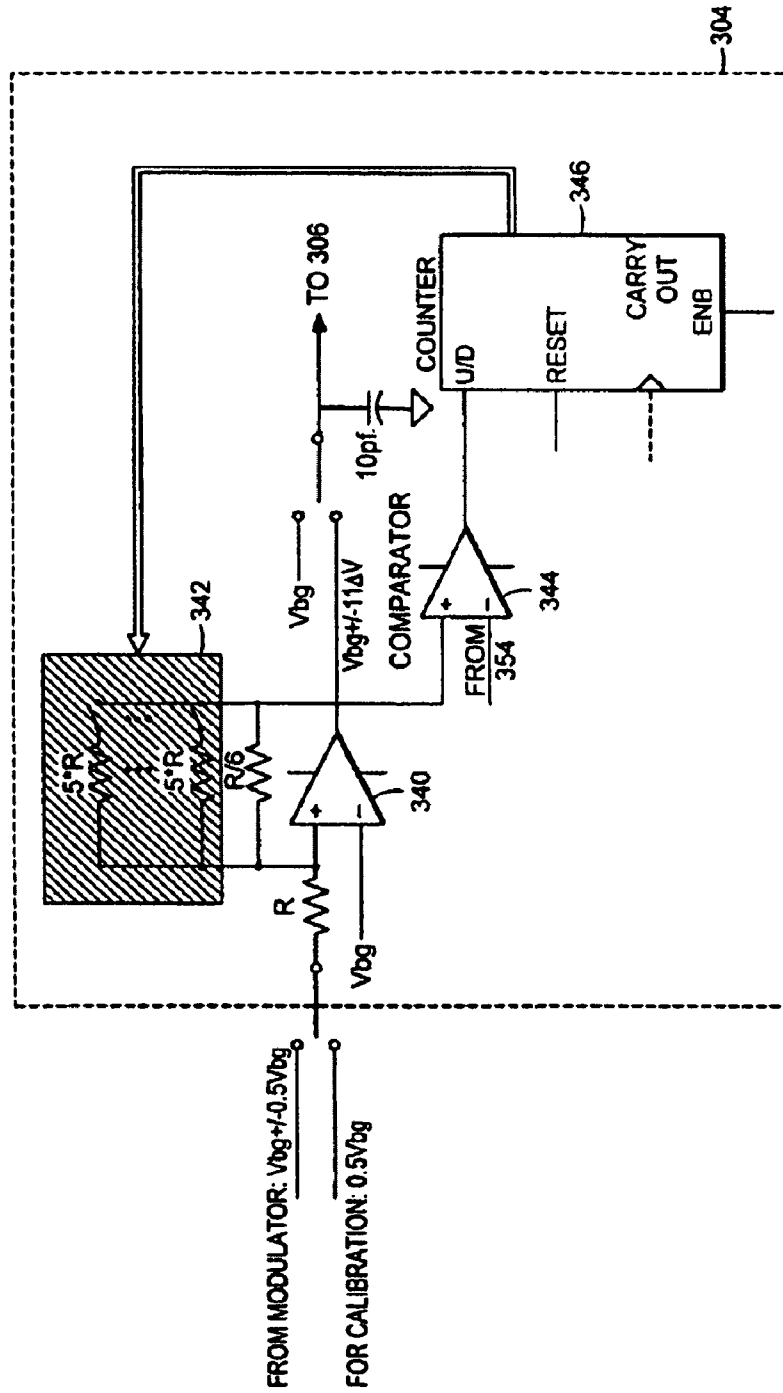 304
342
.5*R
.5*R
R/6
R
+
−
340
Vbg
FROM MODULATOR: Vbg+/-0.5Vbg
FOR CALIBRATION: 0.5Vbg
Vbg
Vbg+/-11ΔV
TO 306
10pf
COMPARATOR
+
−
FROM
354
344
COUNTER
U/D
RESET
CARRY
OUT
ENB
346